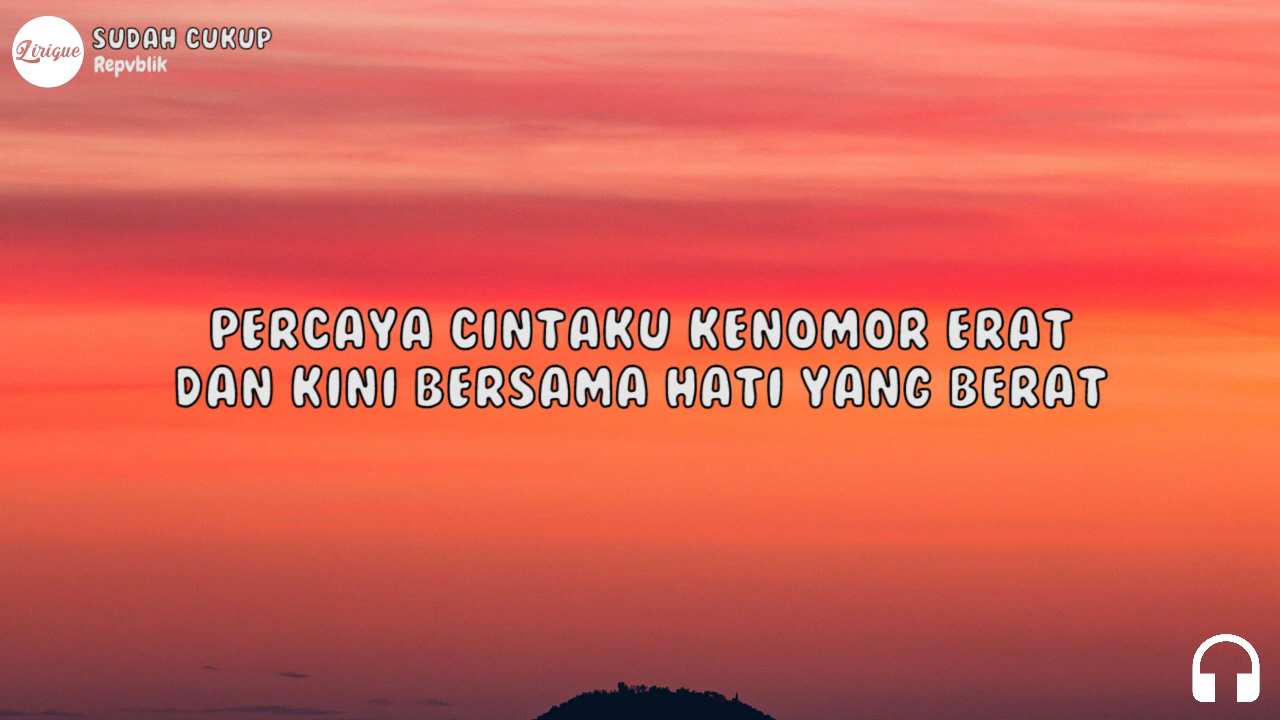 Lirique
SUDAH CUKUP
Repvblik
PERCAYA CINTAKU KENOMOR ERAT
DAN KINI BERSAMA HATI YANG BERAT